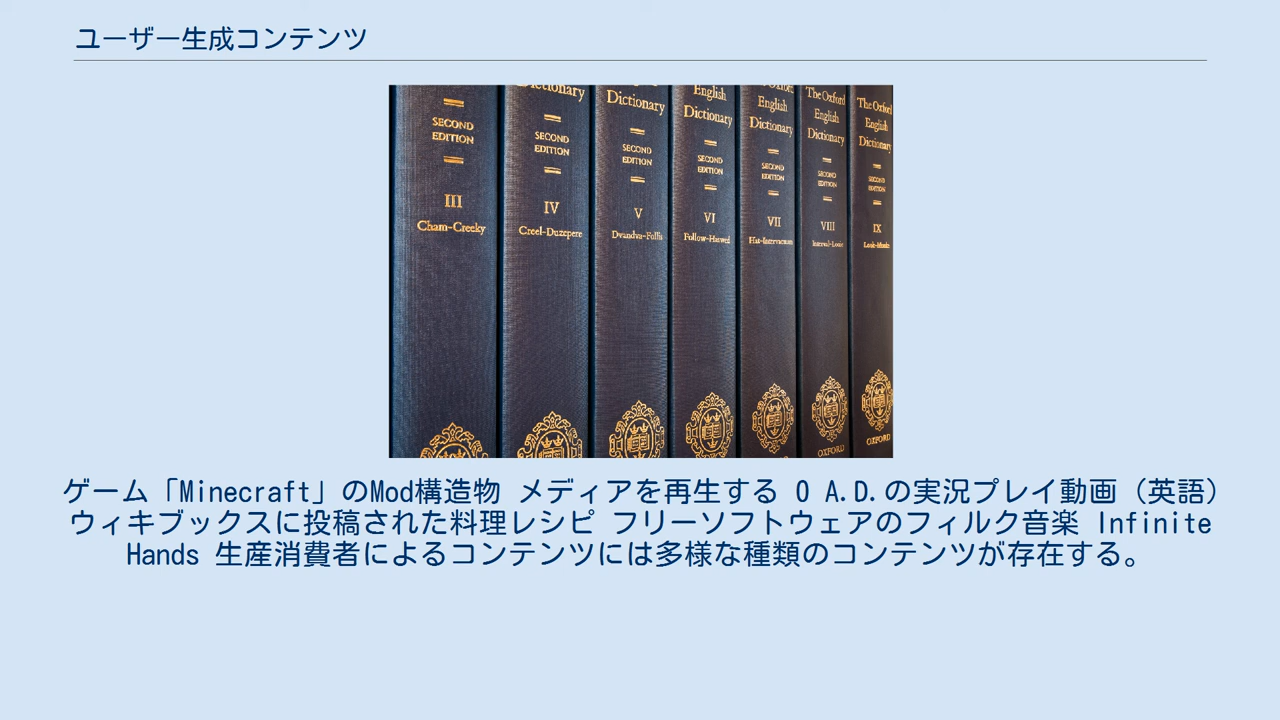 ユーザー生成コンテンツ
Dictionary
Dictionary
English
Dictionary
English
Dictionary
The Oxford
English
Dictionary
The Oxford
English
Dictionary
SECOND
EDITION
SECOND
EDITION
SECOND
EDITION
SECOND
EDITION
SECOND
EDITION
SECOND
EDITION
SECOND
EDITION
III
IV
V
VI
VII
VIII
IX
Cham-Creeky
Creel-Duzepere
Dvandva-Follis
Follow-Haswed
Hat-Intervacuum
Interval-Looie
OXFORD
OXFORD
ゲーム「Minecraft」のMod構造物 メディアを再生する 0 A.D.の実況プレイ動画（英語）
ウィキブックスに投稿された料理レシピ フリーソフトウェアのフィルク音楽 Infinite
Hands 生産消費者によるコンテンツには多様な種類のコンテンツが存在する。